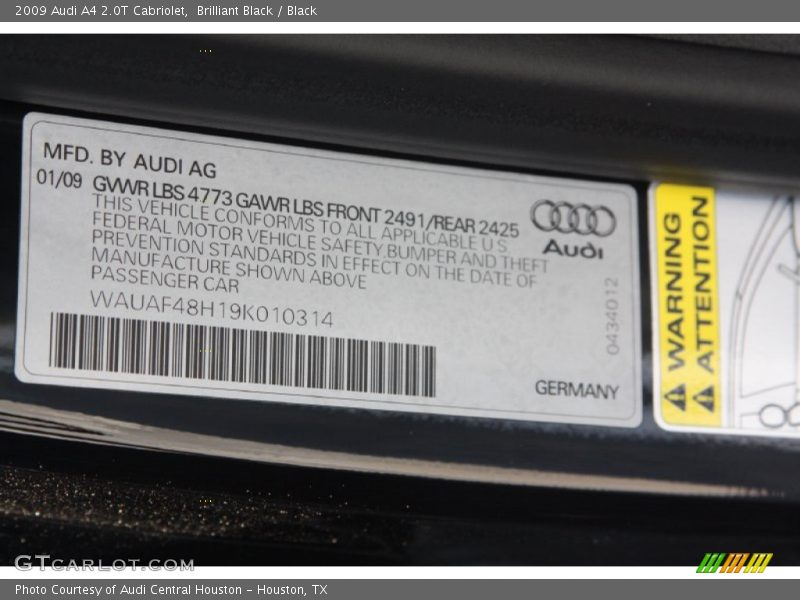 2009 Audi A4 2.0T Cabriolet,  Brilliant Black / Black
MFD. BY AUDI AG
01/09 GVWR LBS 4773 GAWR LBS FRONT 2491/REAR 2425
THIS VEHICLE CONFORMS TO ALL APPLICABLE U.S.
FEDERAL MOTOR VEHICLE SAFETY,BUMPER AND THEFT
PREVENTION STANDARDS IN EFFECT ON THE DATE OF
MANUFACTURE SHOWN ABOVE
PASSENGER CAR
WAUAF48H19K010314
Audi
0434012
GERMANY
WARNING
ATTENTION
GTCARLOT.COM
Photo Courtesy of Audi Central Houston – Houston, TX